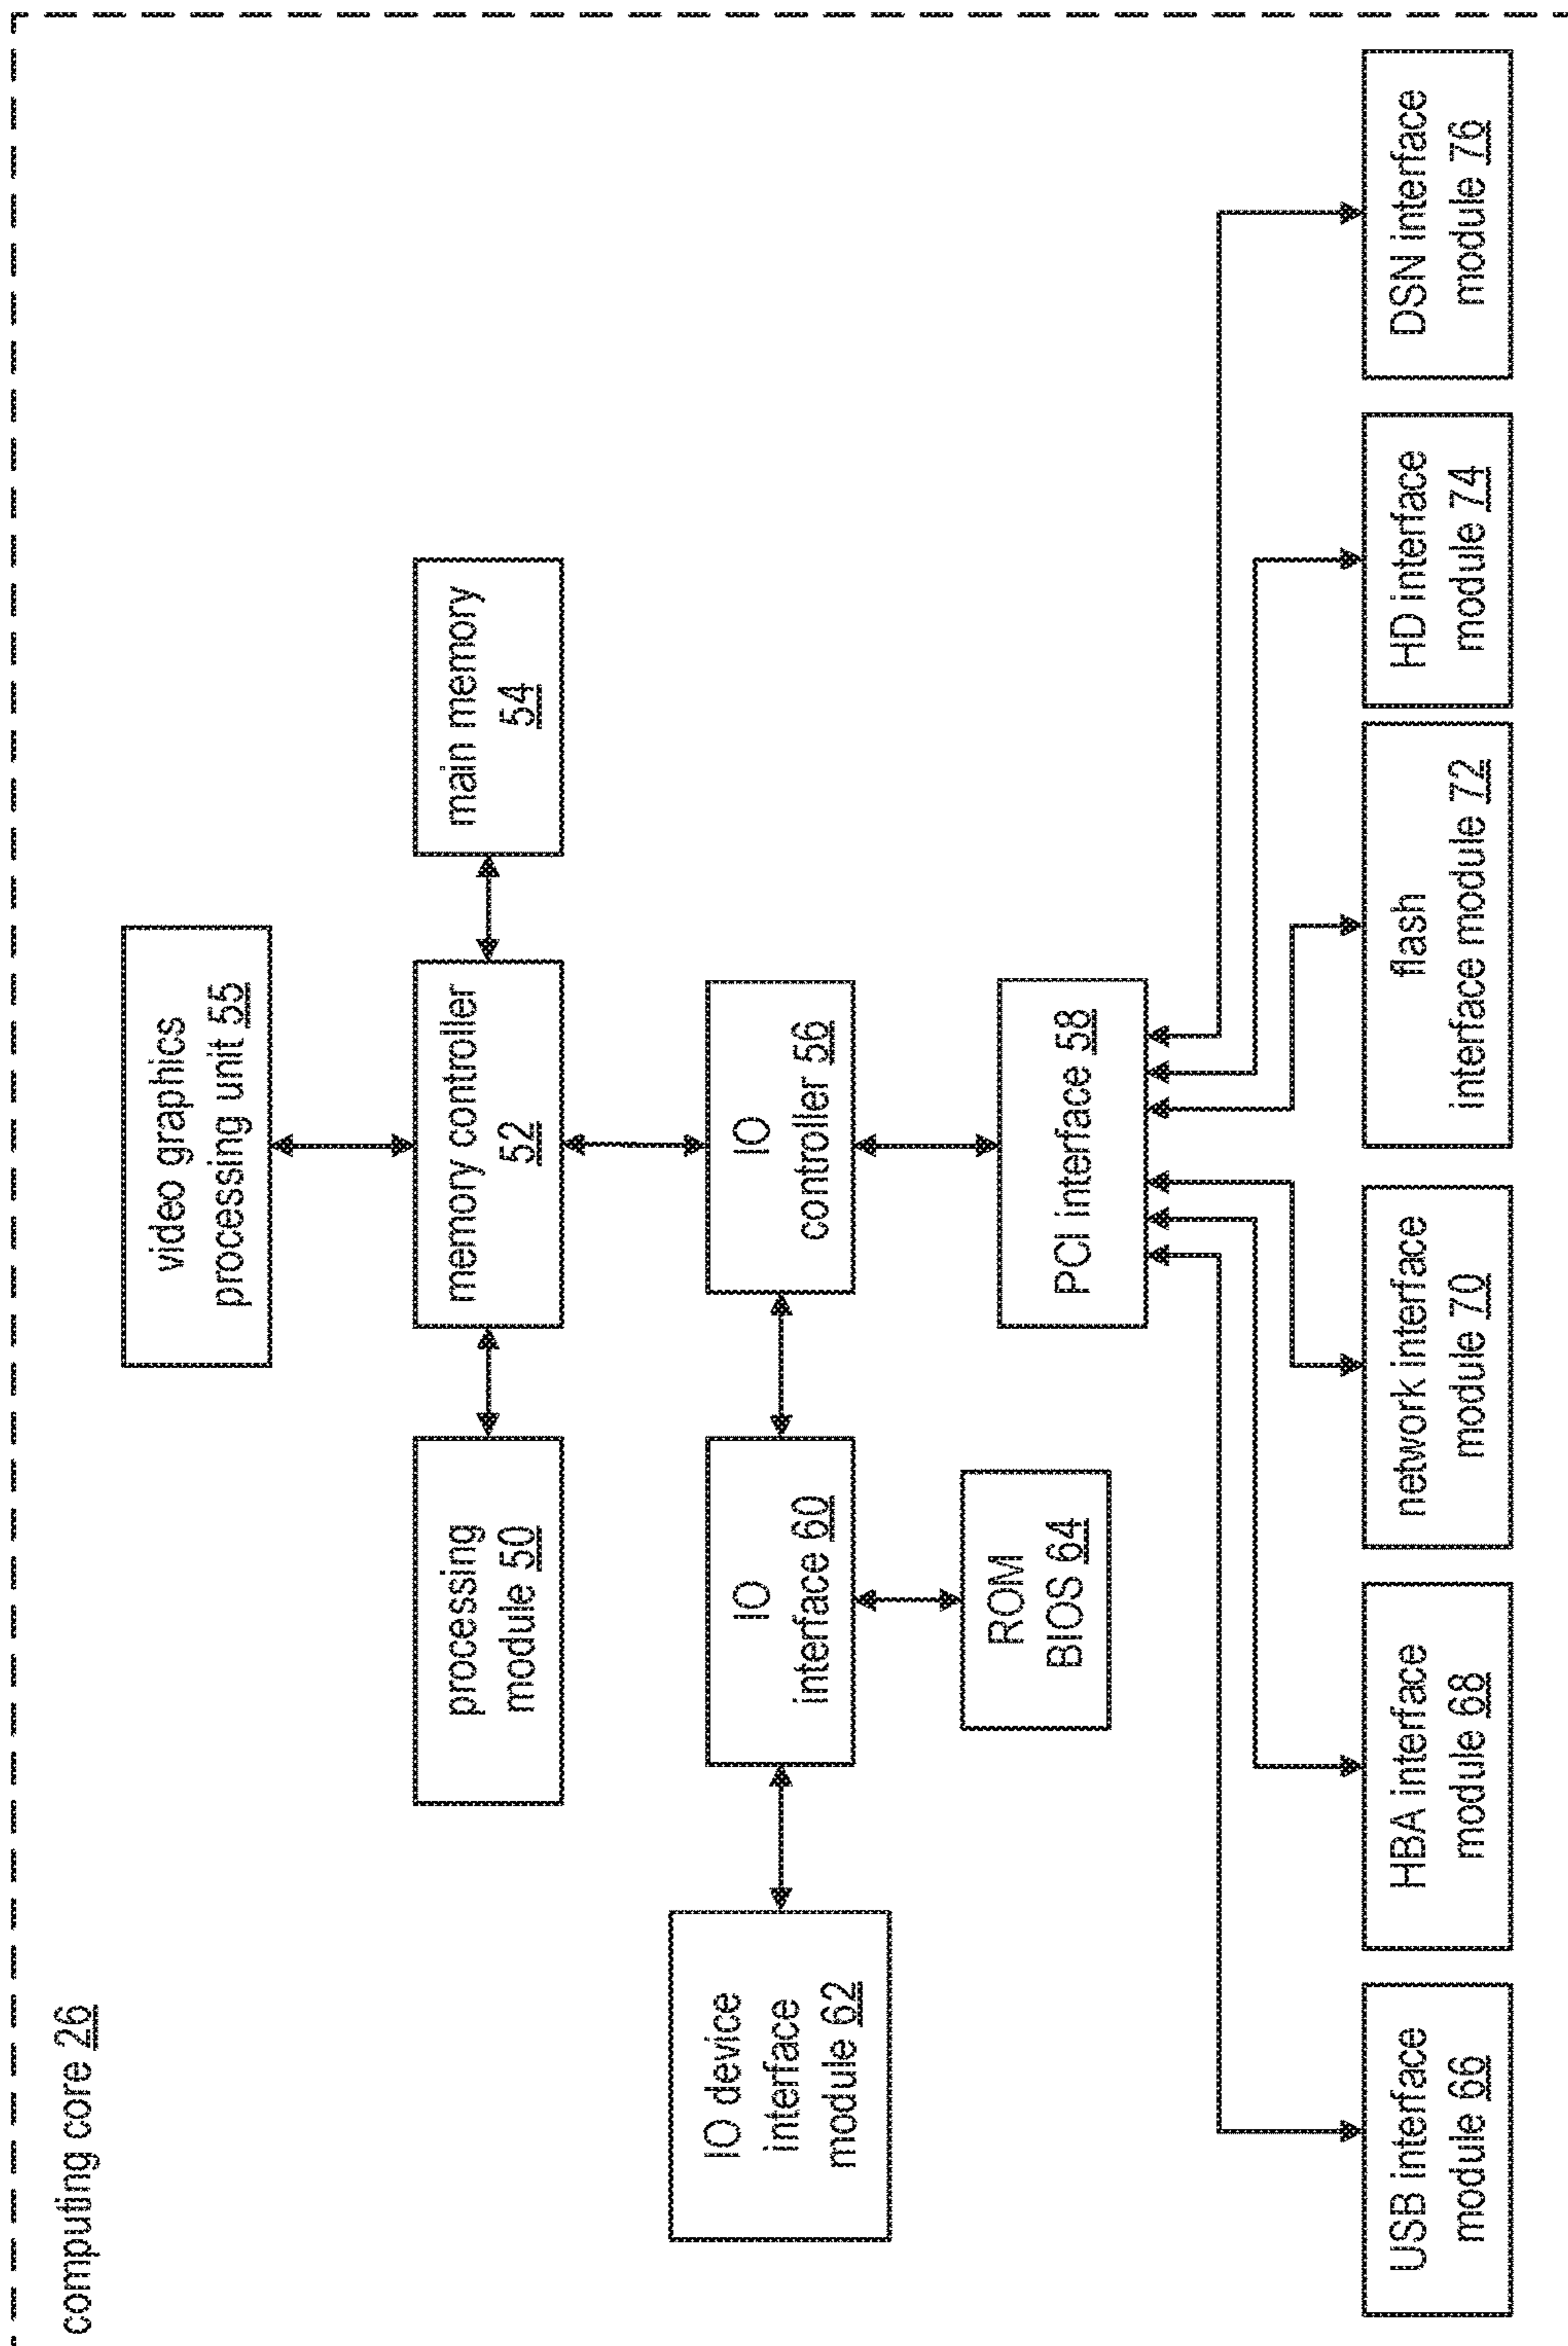 computing core 26
video graphics
processing unit 55
processing
module 50
memory controller
52
main memory
54
IO device
interface
module 62
IO
interface 60
IO
controller 56
ROM
BIOS 64
PCI interface 58
USB interface
module 66
HBA interface
module 68
network interface
module 70
flash
interface module 72
HD interface
module 74
DSN interface
module 76